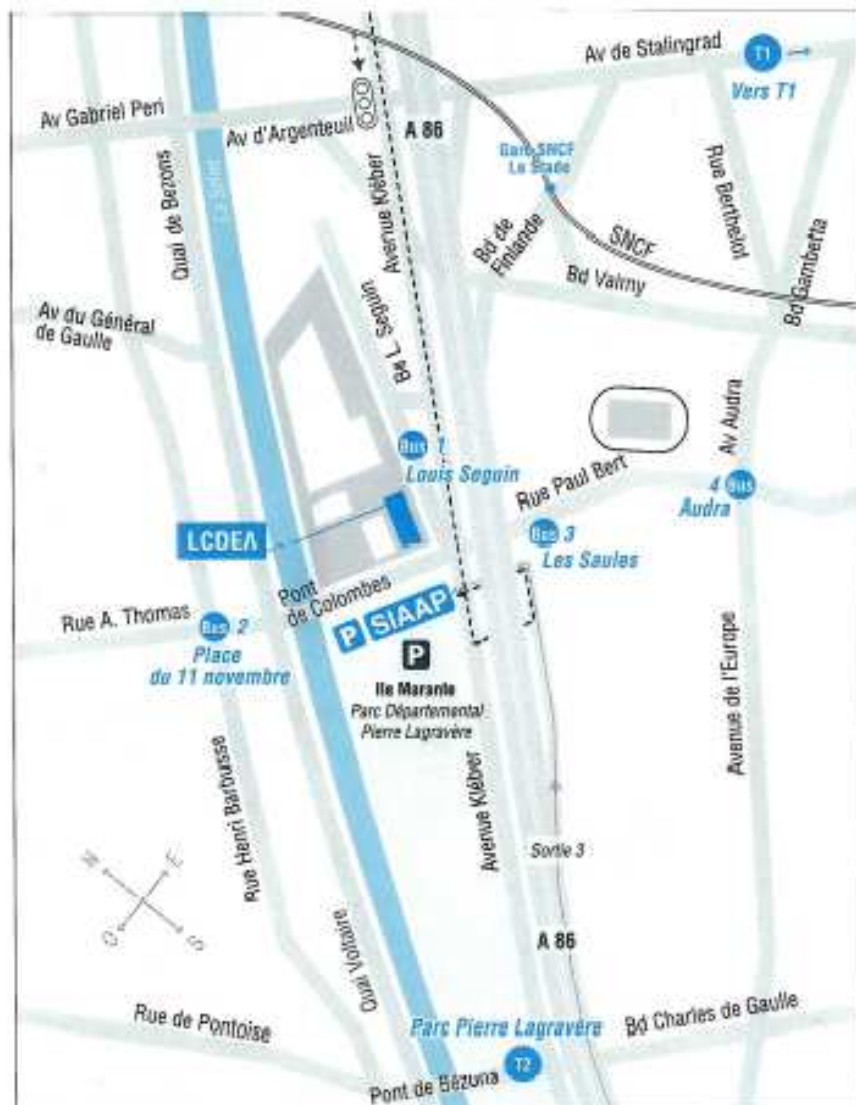 Av de Stalingrad
T1
Vers T1
Av Gabriel Peri
Av d'Argenteuil
A 86
Gare SNCF
Le Stade
Quai de Bezons
Avenue Kléber
Rue Berthelot
Bd de
Finlande
SNCF
Bd Valmy
Bd Gambetta
Av du Général
de Gaulle
Bd L. Seguin
Av Audra
Bus 1
Louis Seguin
Rue Paul Bert
4 Bus
Audra
LCDEA
Bus 3
Les Saules
Pont
de Colombes
Rue A. Thomas
Bus 2
Place
du 11 novembre
P SIAAP
P
Ile Marante
Parc Départemental
Pierre Lagravère
Avenue de l'Europe
Rue Henri Barbusse
Avenue Kléber
Sortie 3
N
E
O
S
A 86
Quai Voltaire
Rue de Pontoise
Parc Pierre Lagravère
Bd Charles de Gaulle
T2
Pont de Bezons